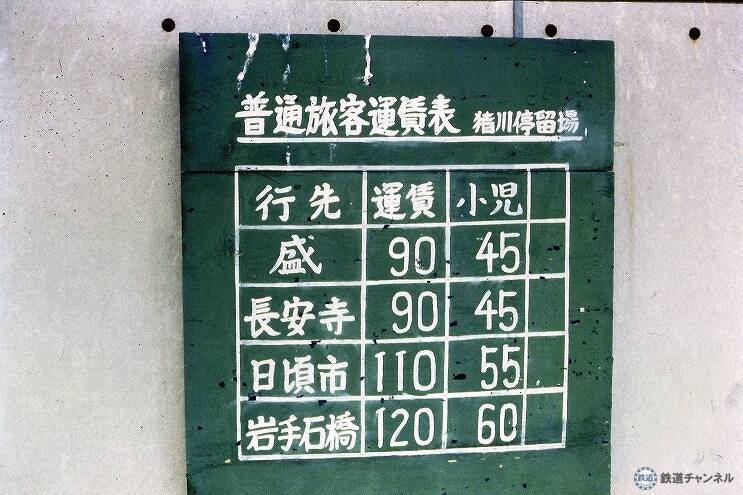 普通旅客運賃表 猪川停留場
行先 運賃 小児
盛 90 45
長安寺 90 45
日頃市 110 55
岩手石橋 120 60
鉄道 鉄道チャンネル